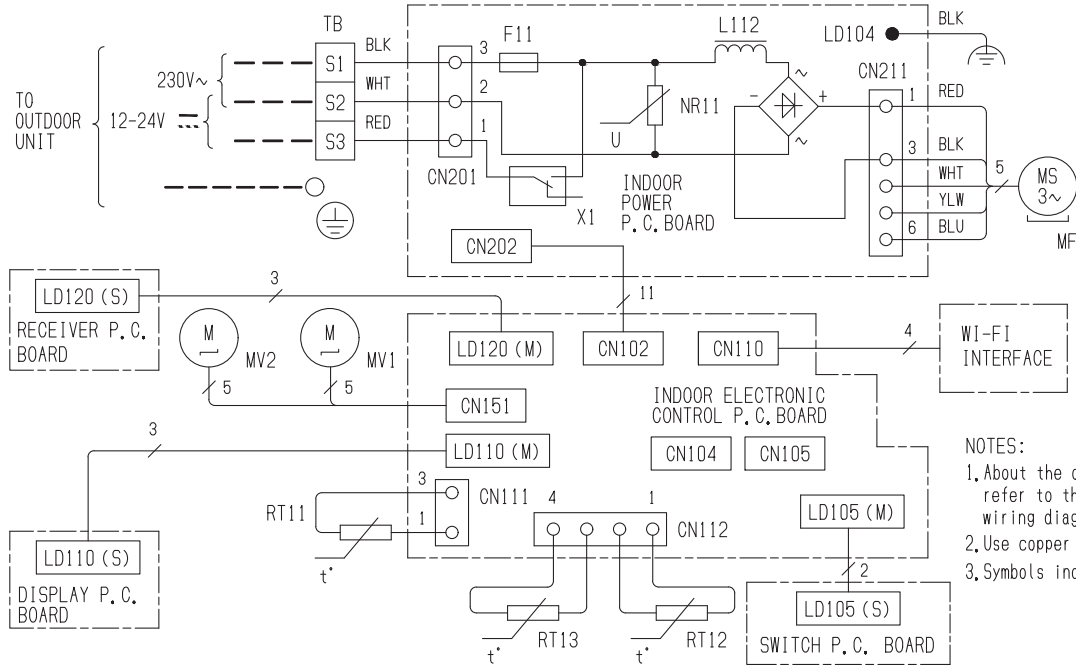 TB
BLK
S1
WHT
S2
RED
S3
230V~
12-24V
TO
OUTDOOR
UNIT
3
2
1
CN201
F11
L112
LD104
BLK
CN211
~
-
+
~
NR11
U
X1
INDOOR
POWER
P.C.BOARD
1
RED
3
BLK
WHT
YLW
6
BLU
5
MS
3~
MF
CN202
11
LD120(S)
RECEIVER P.C.
BOARD
3
M
MV2
5
M
MV1
5
LD120(M)
CN102
CN110
4
WI-FI
INTERFACE
CN151
INDOOR ELECTRONIC
CONTROL P.C.BOARD
3
LD110(M)
CN104
CN105
LD110(S)
DISPLAY P.C.
BOARD
RT11
t°
3
1
CN111
4
1
CN112
RT13
t°
RT12
t°
LD105(M)
2
LD105(S)
SWITCH P.C. BOARD
NOTES:
1.About the
refer to
wiring
2.Use copper
3.Symbols